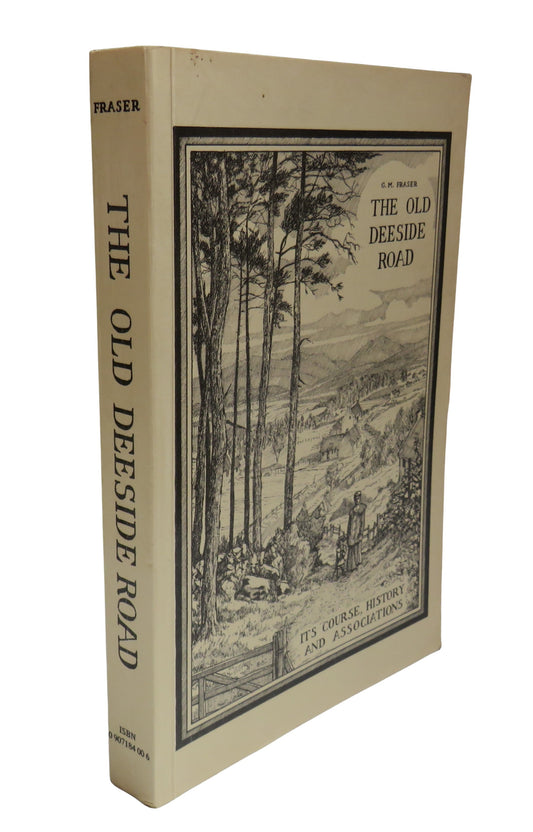 FRASER
THE OLD DEESIDE ROAD
ISBN
0 907184 00 6
G. M. FRASER
THE OLD
DEESIDE
ROAD
IT'S COURSE, HISTORY
AND ASSOCIATIONS